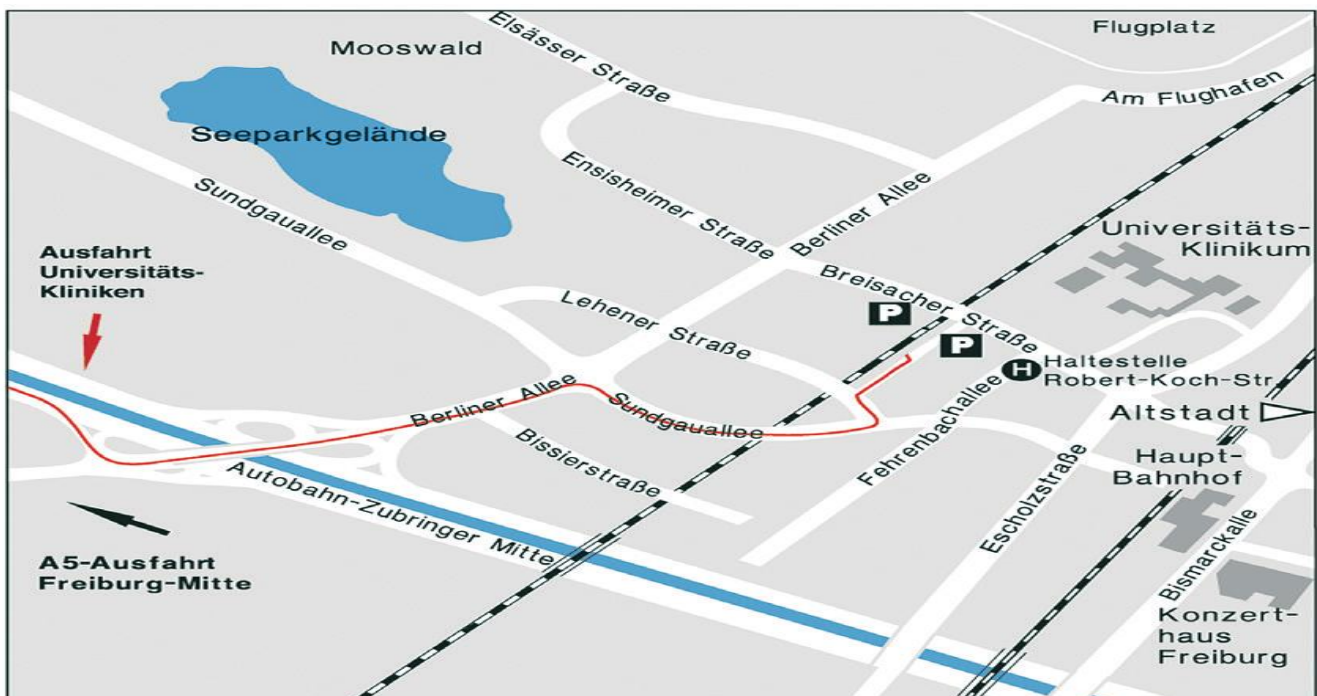 Flugplatz
Elsässer Straße
Mooswald
Am Flughafen
Seeparkgelände
Ensisheimer Straße
Berliner Allee
Sundgauallee
Universitäts-
Klinikum
Ausfahrt
Universitäts-
Kliniken
Breisacher Straße
Lehener Straße
P
P
H
Haltestelle
Robert-Koch-Str
Berliner Allee
Sundgauallee
Altstadt
Bissierstraße
Fehrenbachallee
Haupt-
Bahnhof
Autobahn-Zubringer Mitte
Escholzstraße
Bismarckalle
A5-Ausfahrt
Freiburg-Mitte
Konzert-
haus
Freiburg